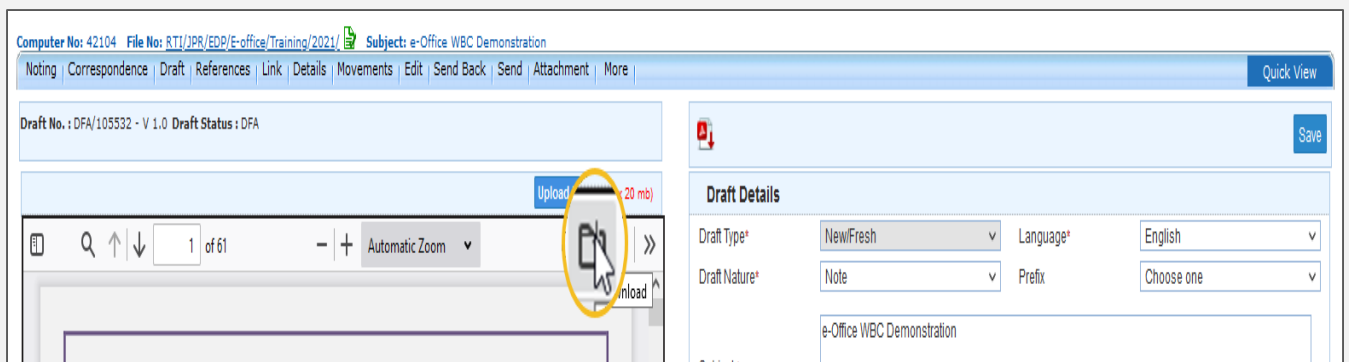 Computer No: 42104 File No: RTI/JPR/EDP/E-office/Training/2021/ Subject: e-Office WBC Demonstration
Noting Correspondence Draft References Link Details Movements Edit Send Back Send Attachment More Quick View
Draft No. : DFA/105532 - V 1.0 Draft Status : DFA
Save
Upload 20 mb)
1 of 61 Automatic Zoom
Draft Details
Draft Type* New/Fresh Language* English
Draft Nature* Note Prefix Choose one
e-Office WBC Demonstration